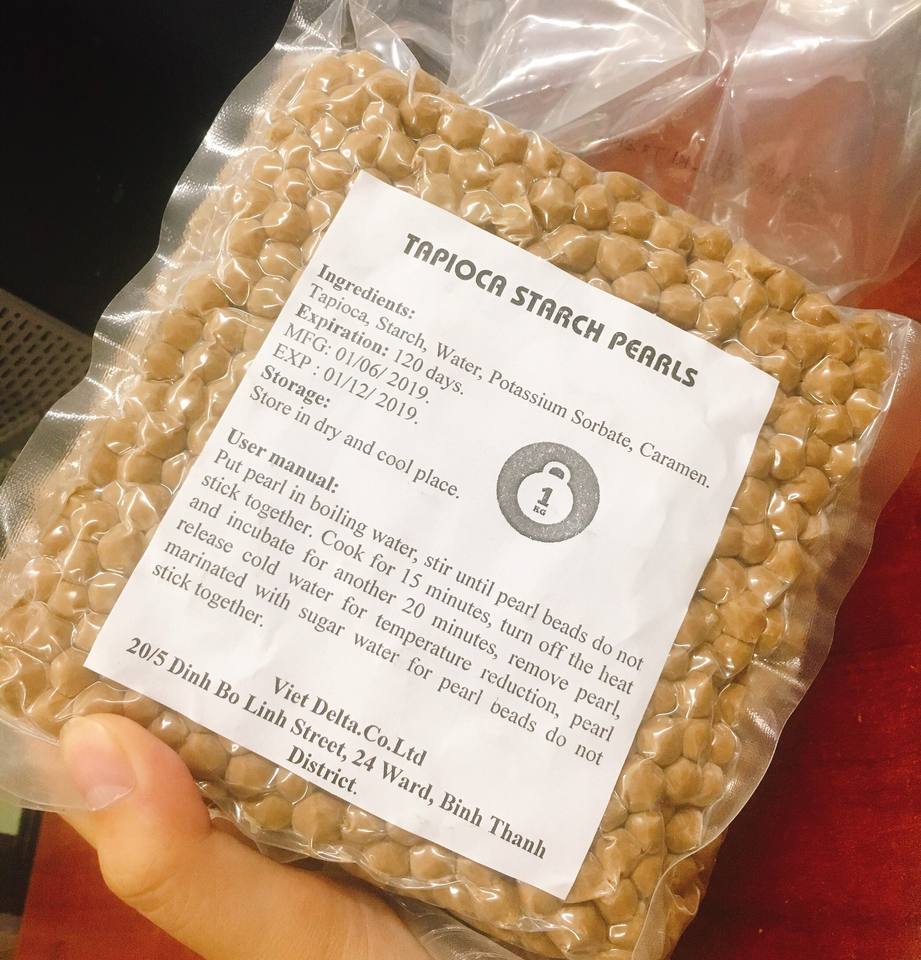 TAPIOCA STARCH PEARLS
Ingredients:
Tapioca, Starch, Water, Potassium Sorbate, Caramen.
Expiration: 120 days.
MFG: 01/06/ 2019.
EXP : 01/12/ 2019.
Storage:
Store in dry and cool place.
1
KG
User manual:
Put pearl in boiling water, stir until pearl beads do not
stick together. Cook for 15 minutes, turn off the heat
and incubate for another 20 minutes, remove pearl,
release cold water for temperature reduction, pearl
marinated with sugar water for pearl beads do not
stick together.
Viet Delta.Co.Ltd
20/5 Dinh Bo Linh Street, 24 Ward, Binh Thanh
District.